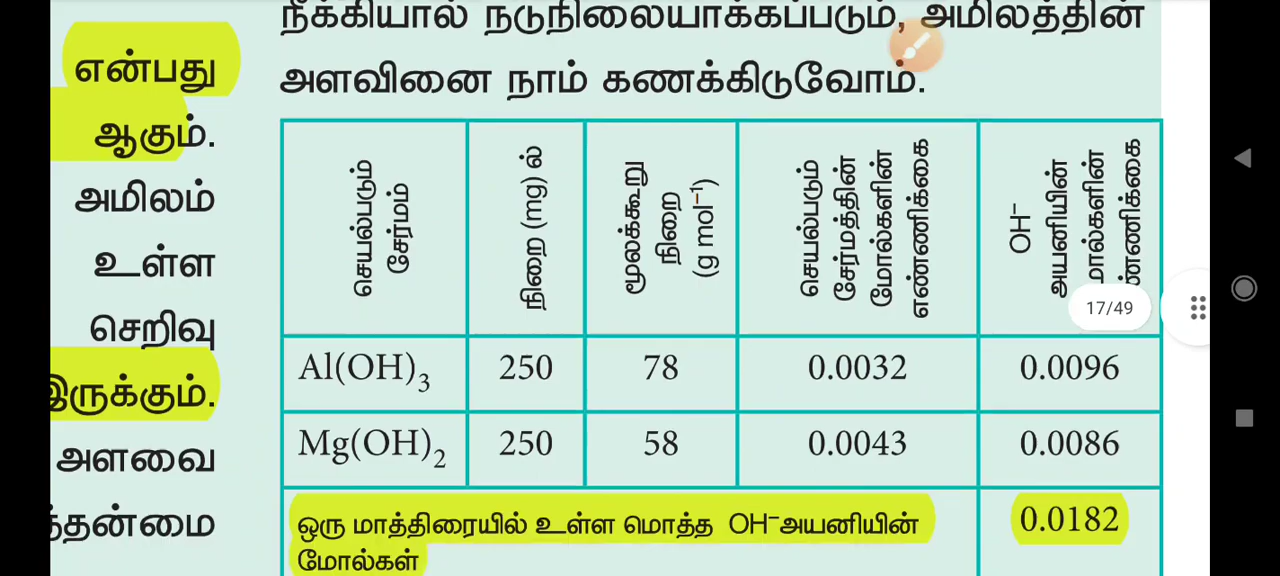 நீக்கியால் நடுநிலையாக்கப்படும், அமிலத்தின்
அளவினை நாம் கணக்கிடுவோம்.
என்பது
ஆகும்.
அமிலம்
உள்ள
செறிவு
இருக்கும்.
அளவை
த்தன்மை
செயல்படும்
சேர்மம்
நிறை (mg) ல்
மூலக்கூறு
நிறை
(g mol⁻¹)
செயல்படும்
சேர்மத்தின்
மோல்களின்
எண்ணிக்கை
OH⁻
அயனியின்
மால்களின்
ண்ணிக்கை
17/49
Al(OH)₃ 250 78 0.0032 0.0096
Mg(OH)₂ 250 58 0.0043 0.0086
ஒரு மாத்திரையில் உள்ள மொத்த OH⁻அயனியின் 0.0182
மோல்கள்